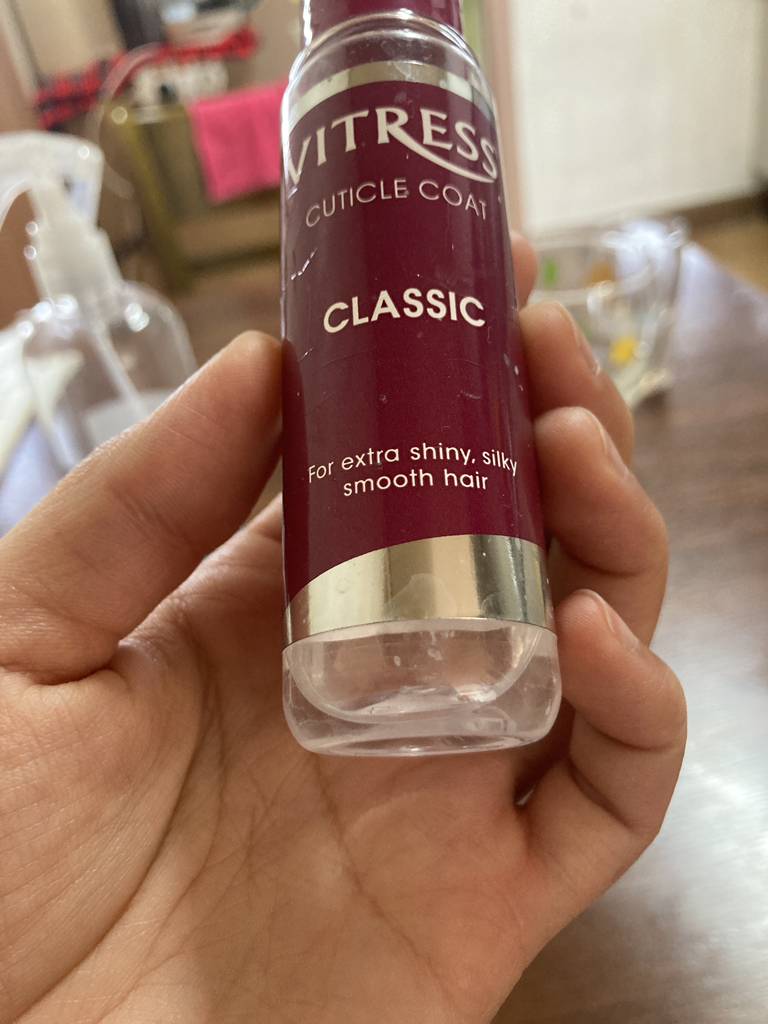 VITRESS
CUTICLE COAT
CLASSIC
For extra shiny, silky
smooth hair